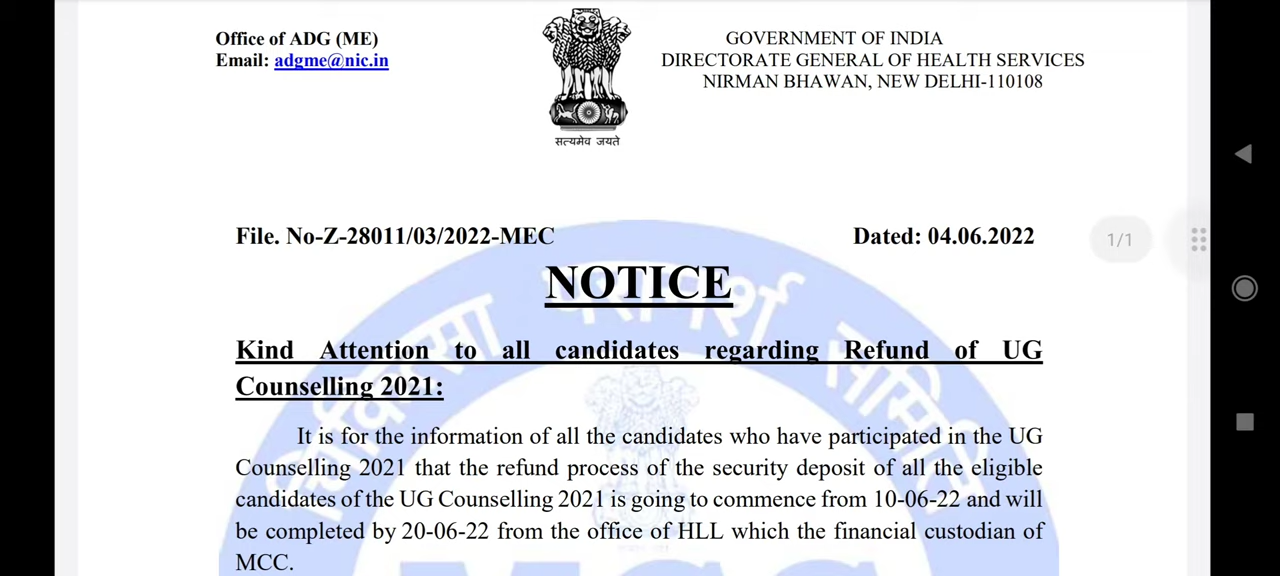 Office of ADG (ME)
Email: adgme@nic.in
सत्यमेव जयते
GOVERNMENT OF INDIA
DIRECTORATE GENERAL OF HEALTH SERVICES
NIRMAN BHAWAN, NEW DELHI-110108
File. No-Z-28011/03/2022-MEC
Dated: 04.06.2022
1/1
NOTICE
चिकित्सा परामर्श समिति
Kind Attention to all candidates regarding Refund of UG
Counselling 2021:
It is for the information of all the candidates who have participated in the UG
Counselling 2021 that the refund process of the security deposit of all the eligible
candidates of the UG Counselling 2021 is going to commence from 10-06-22 and will
be completed by 20-06-22 from the office of HLL which the financial custodian of
MCC.